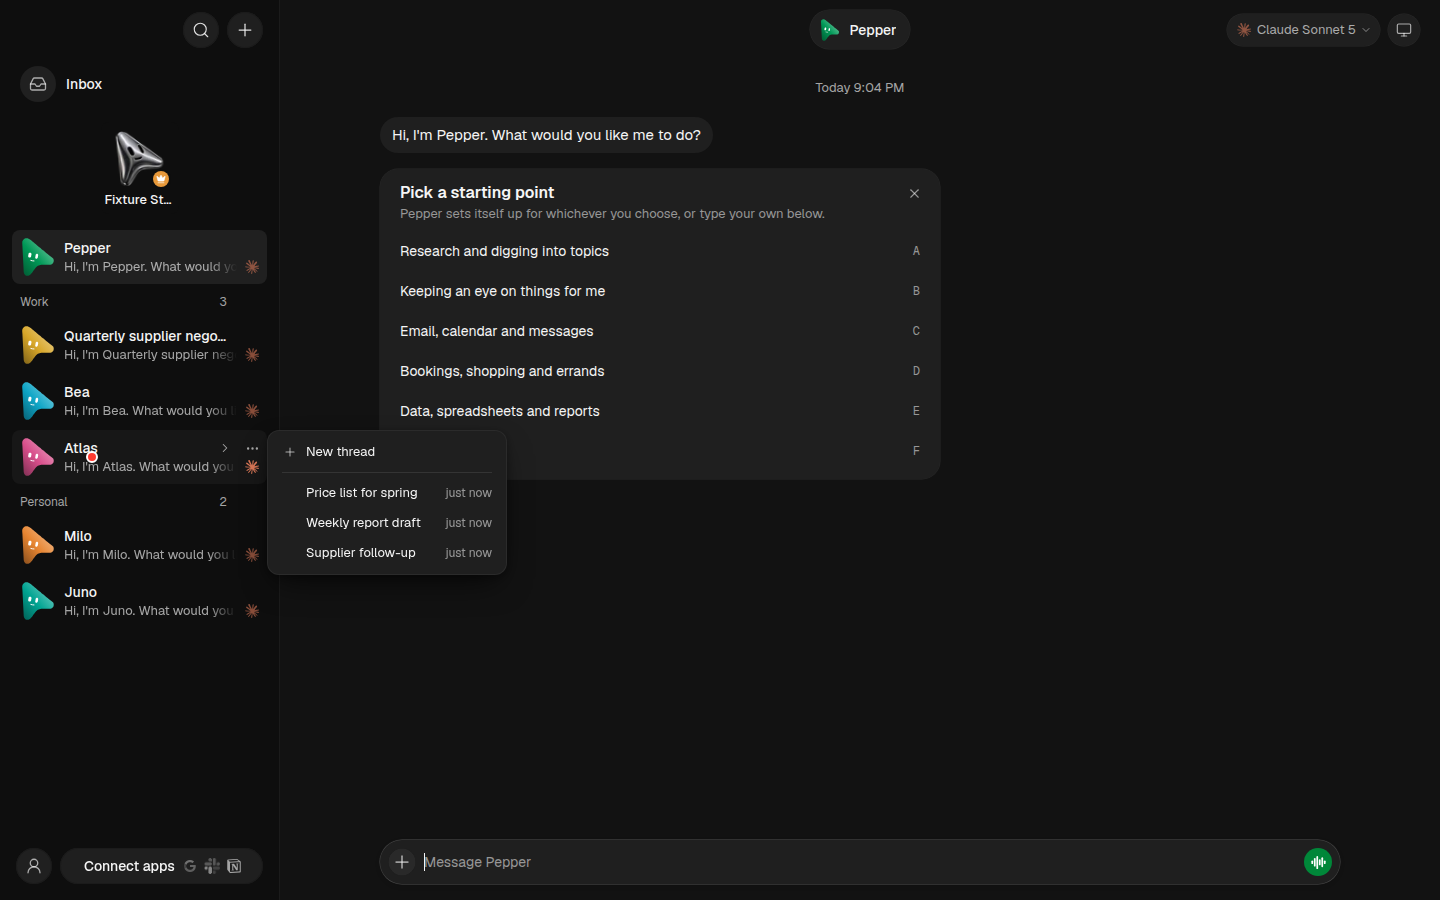 Inbox
Fixture St...
Pepper
Hi, I'm Pepper. What would yo
Work 3
Quarterly supplier nego...
Hi, I'm Quarterly supplier neg
Bea
Hi, I'm Bea. What would you
Atlas
Hi, I'm Atlas. What would you
Personal 2
Milo
Hi, I'm Milo. What would you
Juno
Hi, I'm Juno. What would you
Connect apps
Pepper
Claude Sonnet 5
Today 9:04 PM
Hi, I'm Pepper. What would you like me to do?
Pick a starting point
Pepper sets itself up for whichever you choose, or type your own below.
Research and digging into topics A
Keeping an eye on things for me B
Email, calendar and messages C
Bookings, shopping and errands D
Data, spreadsheets and reports E
F
New thread
Price list for spring just now
Weekly report draft just now
Supplier follow-up just now
Message Pepper